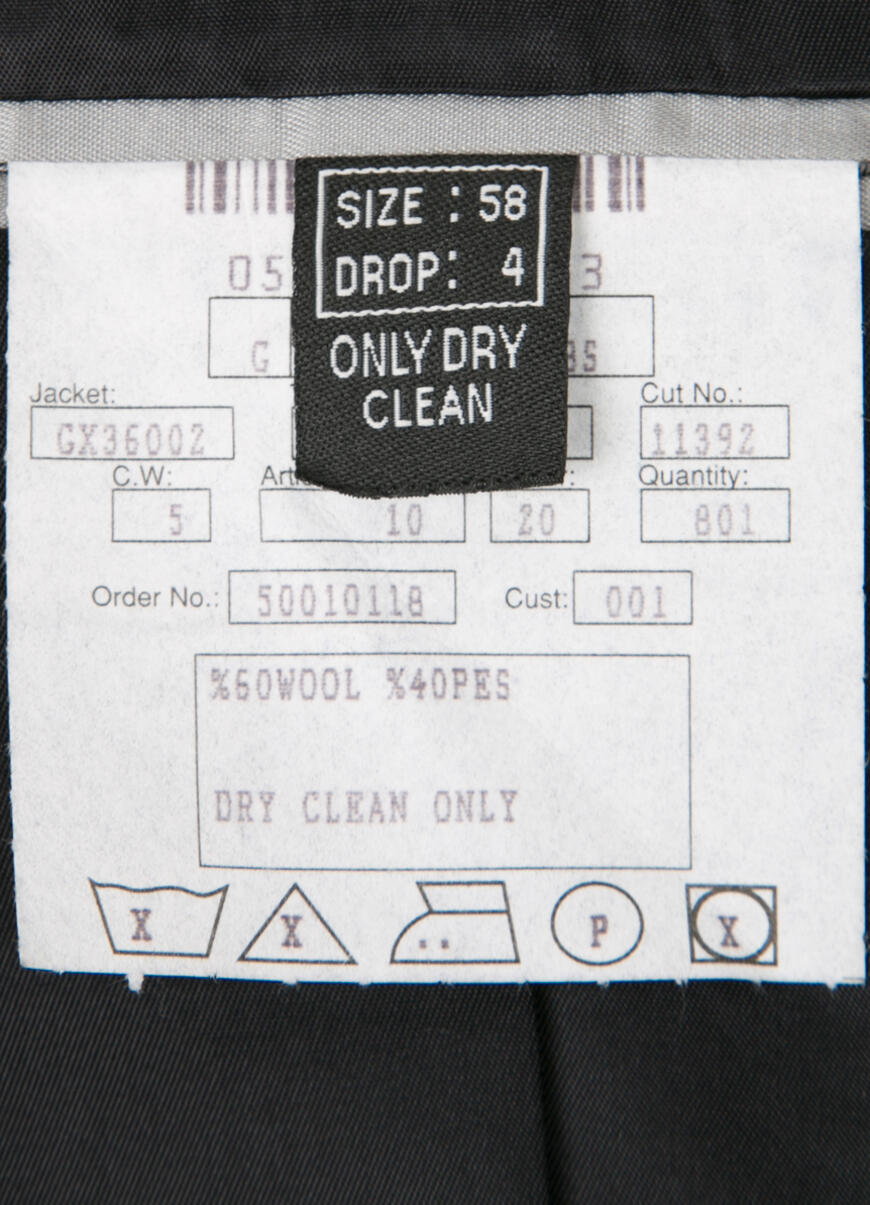 SIZE : 58
DROP: 4
ONLY DRY
CLEAN
05 3
G
Jacket: Cut No.:
GX36002 11392
C.W: Quantity:
5 10 20 801
Order No.: 50010118 Cust: 001
%60WOOL %40PES
DRY CLEAN ONLY
X X .. P X